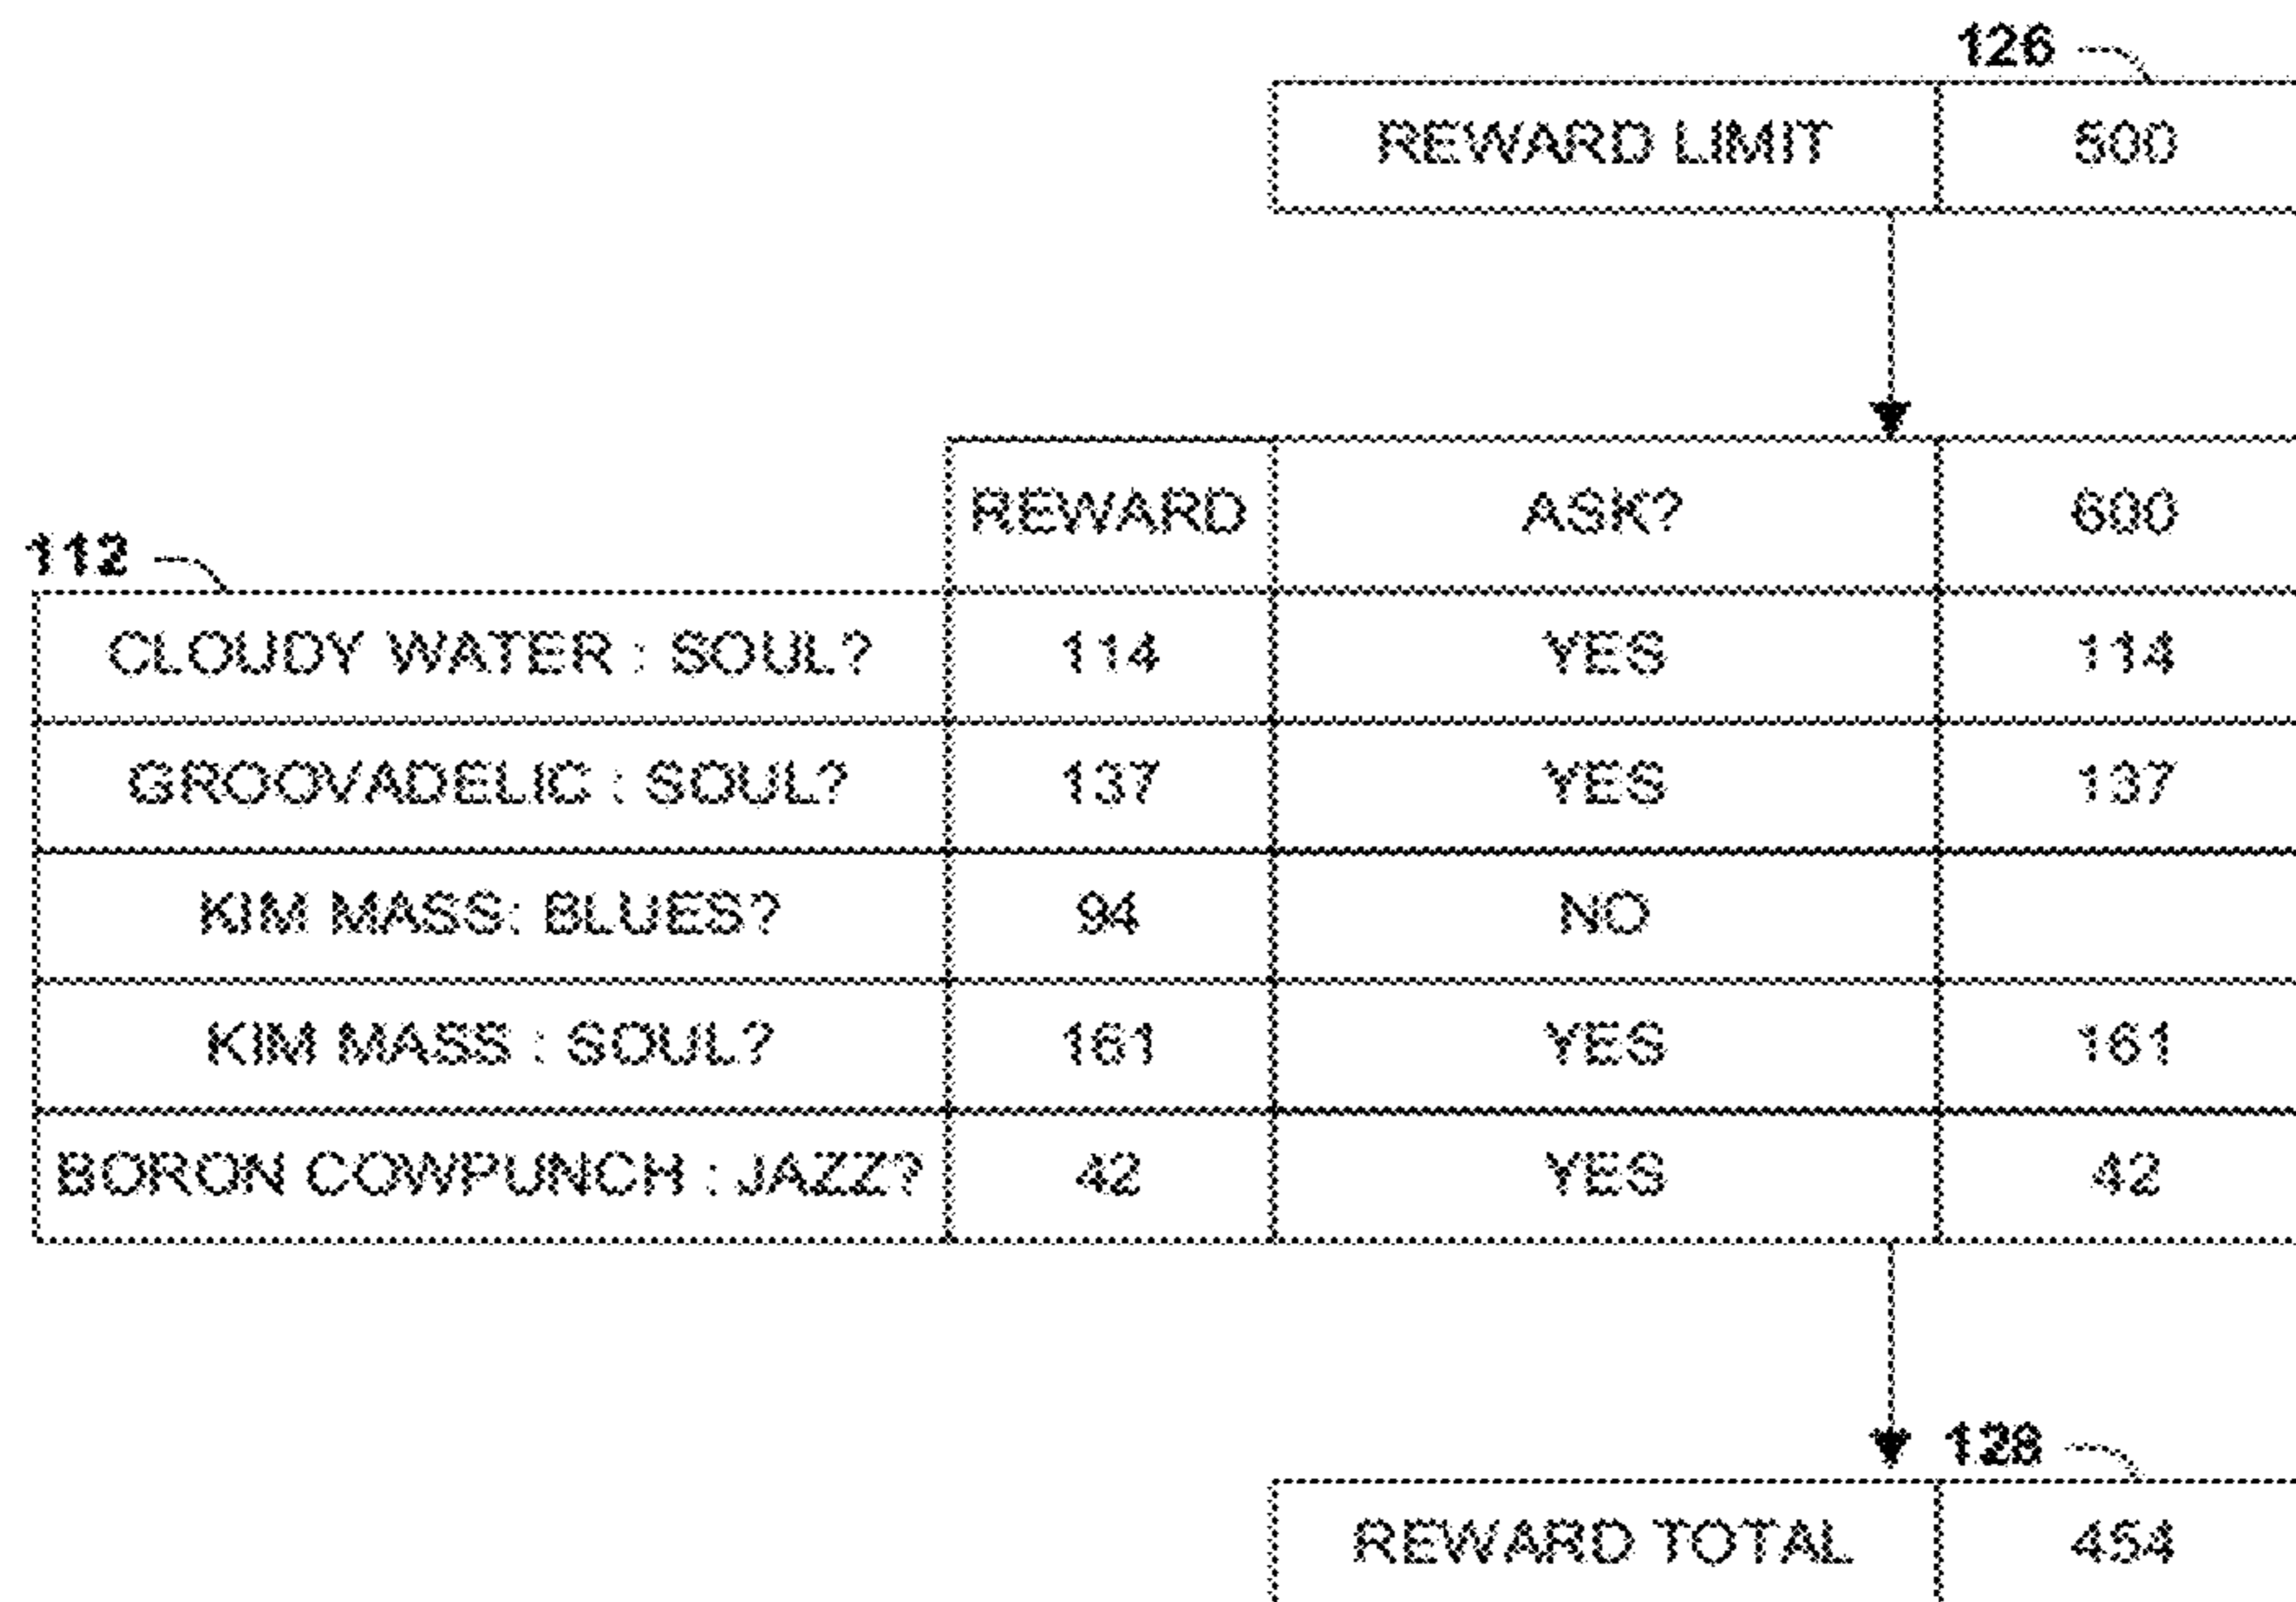 126
REWARD LIMIT 500
REWARD ASK? 600
112
CLOUDY WATER : SOUL? 114 YES 114
GROOVADELIC : SOUL? 137 YES 137
KIM MASS: BLUES? 94 NO
KIM MASS : SOUL? 161 YES 161
BORON COWPUNCH : JAZZ? 42 YES 42
128
REWARD TOTAL 454